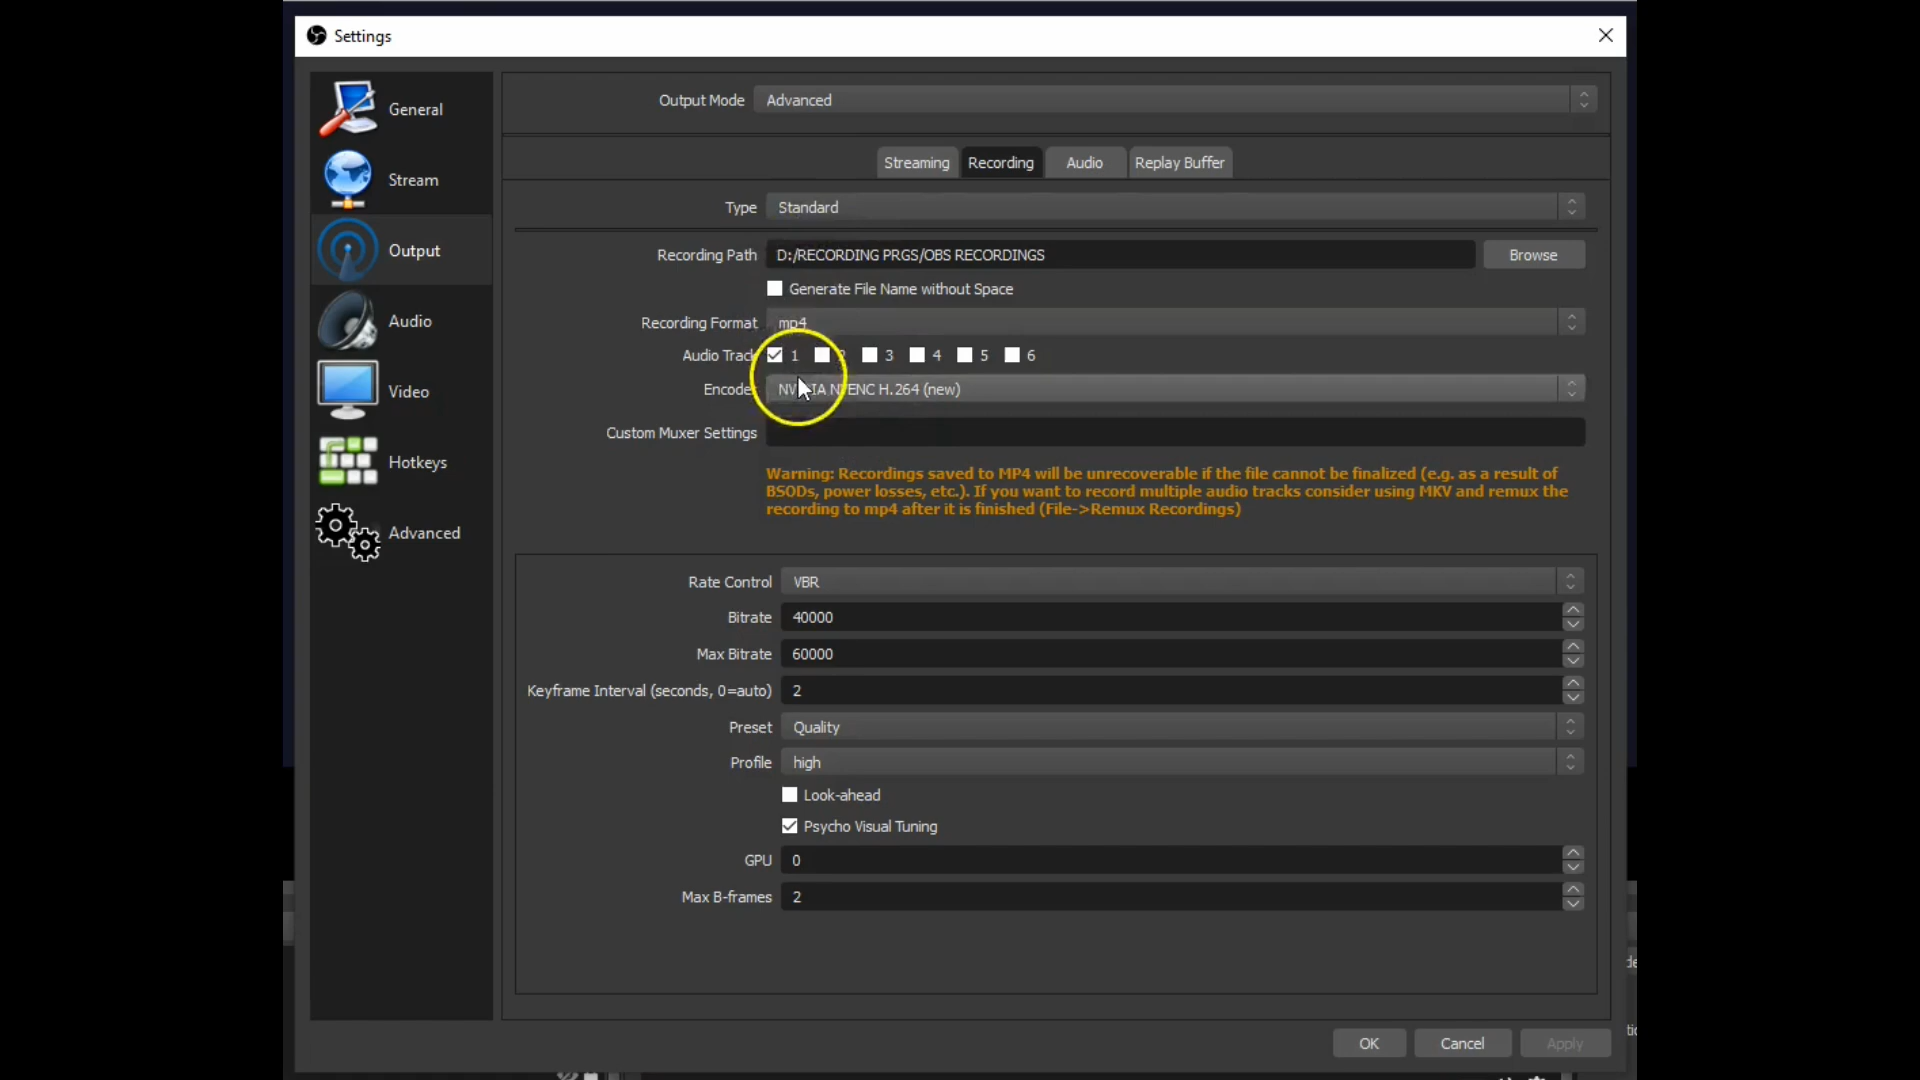 Settings
General
Stream
Output
Audio
Video
Hotkeys
Advanced
Output Mode Advanced
Streaming Recording Audio Replay Buffer
Type Standard
Recording Path D:/RECORDING PRGS/OBS RECORDINGS Browse
Generate File Name without Space
Recording Format mp4
Audio Track 1 2 3 4 5 6
Encoder NVIDIA NVENC H.264 (new)
Custom Muxer Settings
Warning: Recordings saved to MP4 will be unrecoverable if the file cannot be finalized (e.g. as a result of
BSODs, power losses, etc.). If you want to record multiple audio tracks consider using MKV and remux the
recording to mp4 after it is finished (File->Remux Recordings)
Rate Control VBR
Bitrate 40000
Max Bitrate 60000
Keyframe Interval (seconds, 0=auto) 2
Preset Quality
Profile high
Look-ahead
Psycho Visual Tuning
GPU 0
Max B-frames 2
OK Cancel Apply